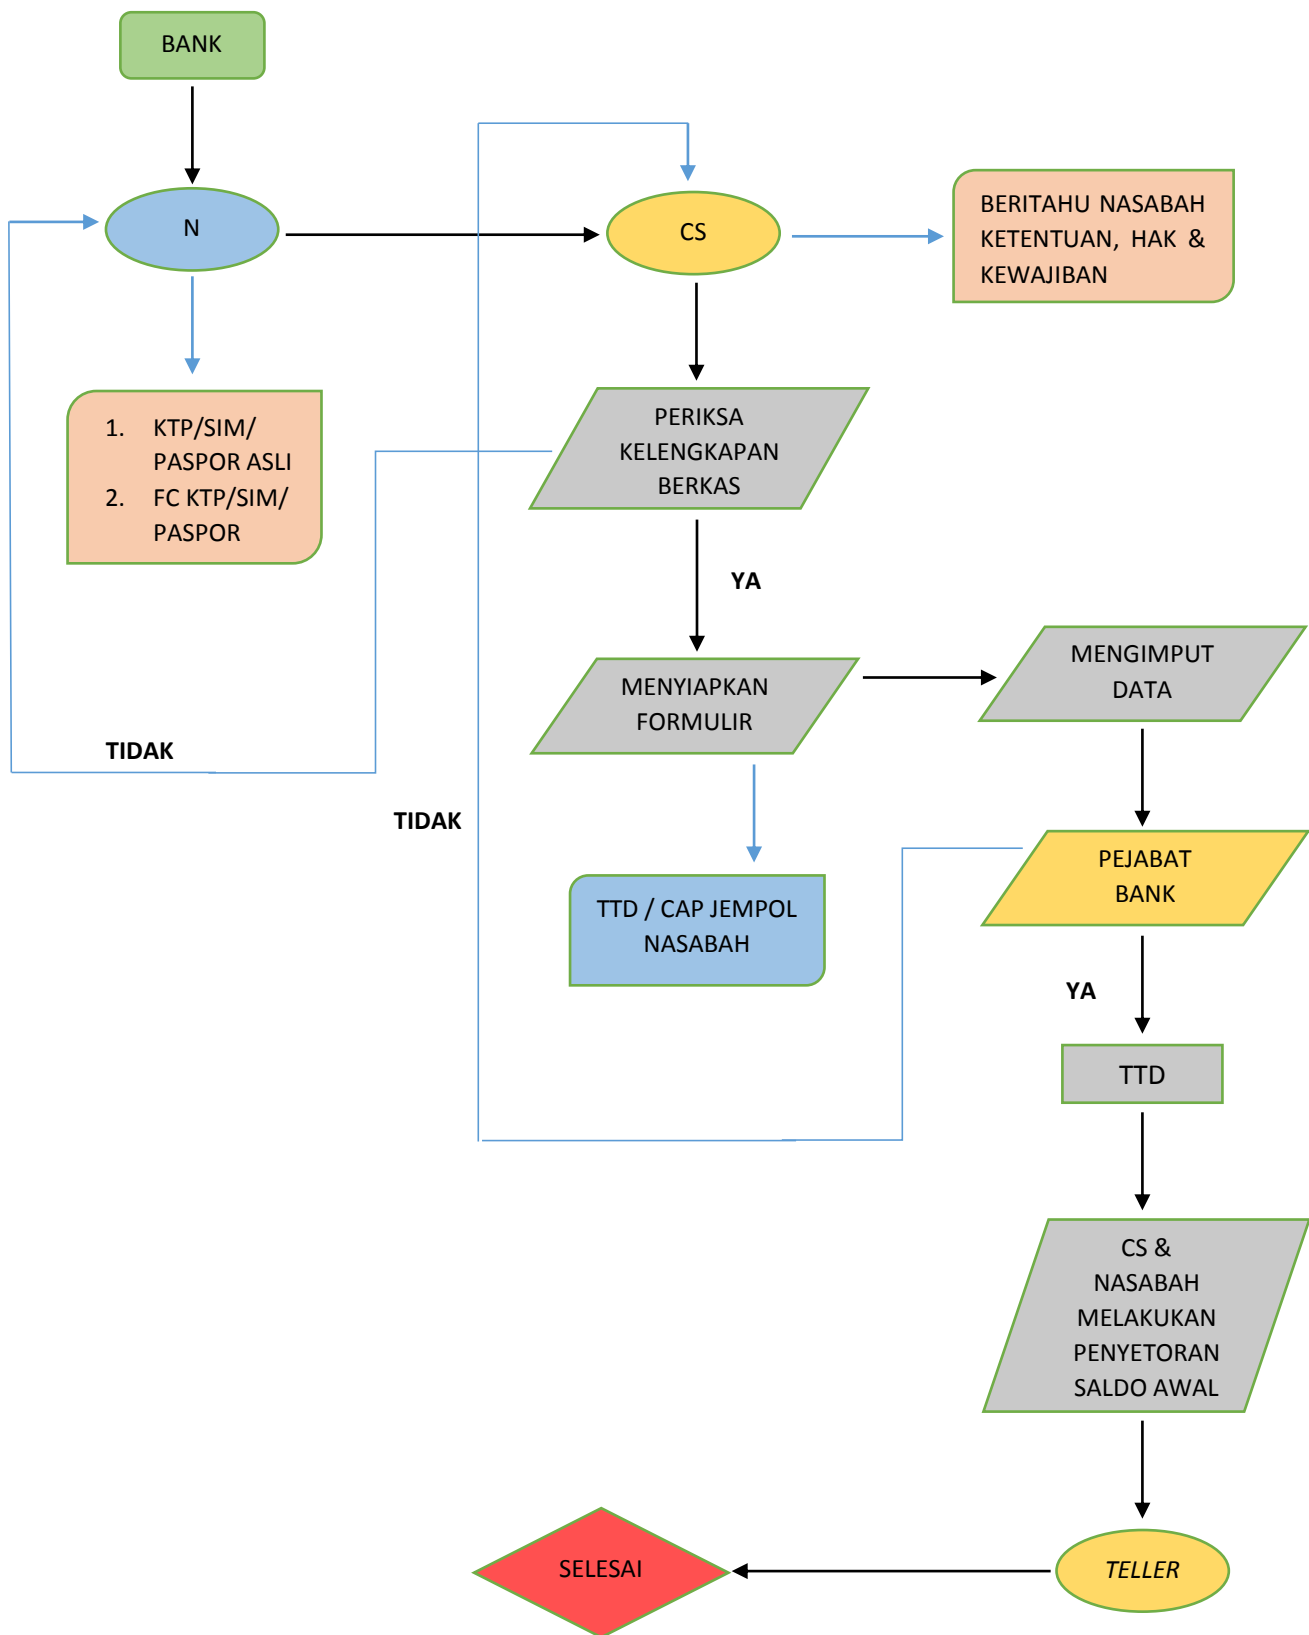 BANK
N
CS
BERITAHU NASABAH
KETENTUAN, HAK &
KEWAJIBAN
1. KTP/SIM/
PASPOR ASLI
2. FC KTP/SIM/
PASPOR
PERIKSA
KELENGKAPAN
BERKAS
YA
MENYIAPKAN
FORMULIR
MENGIMPUT
DATA
TIDAK
TIDAK
PEJABAT
BANK
TTD / CAP JEMPOL
NASABAH
YA
TTD
CS &
NASABAH
MELAKUKAN
PENYETORAN
SALDO AWAL
SELESAI
TELLER